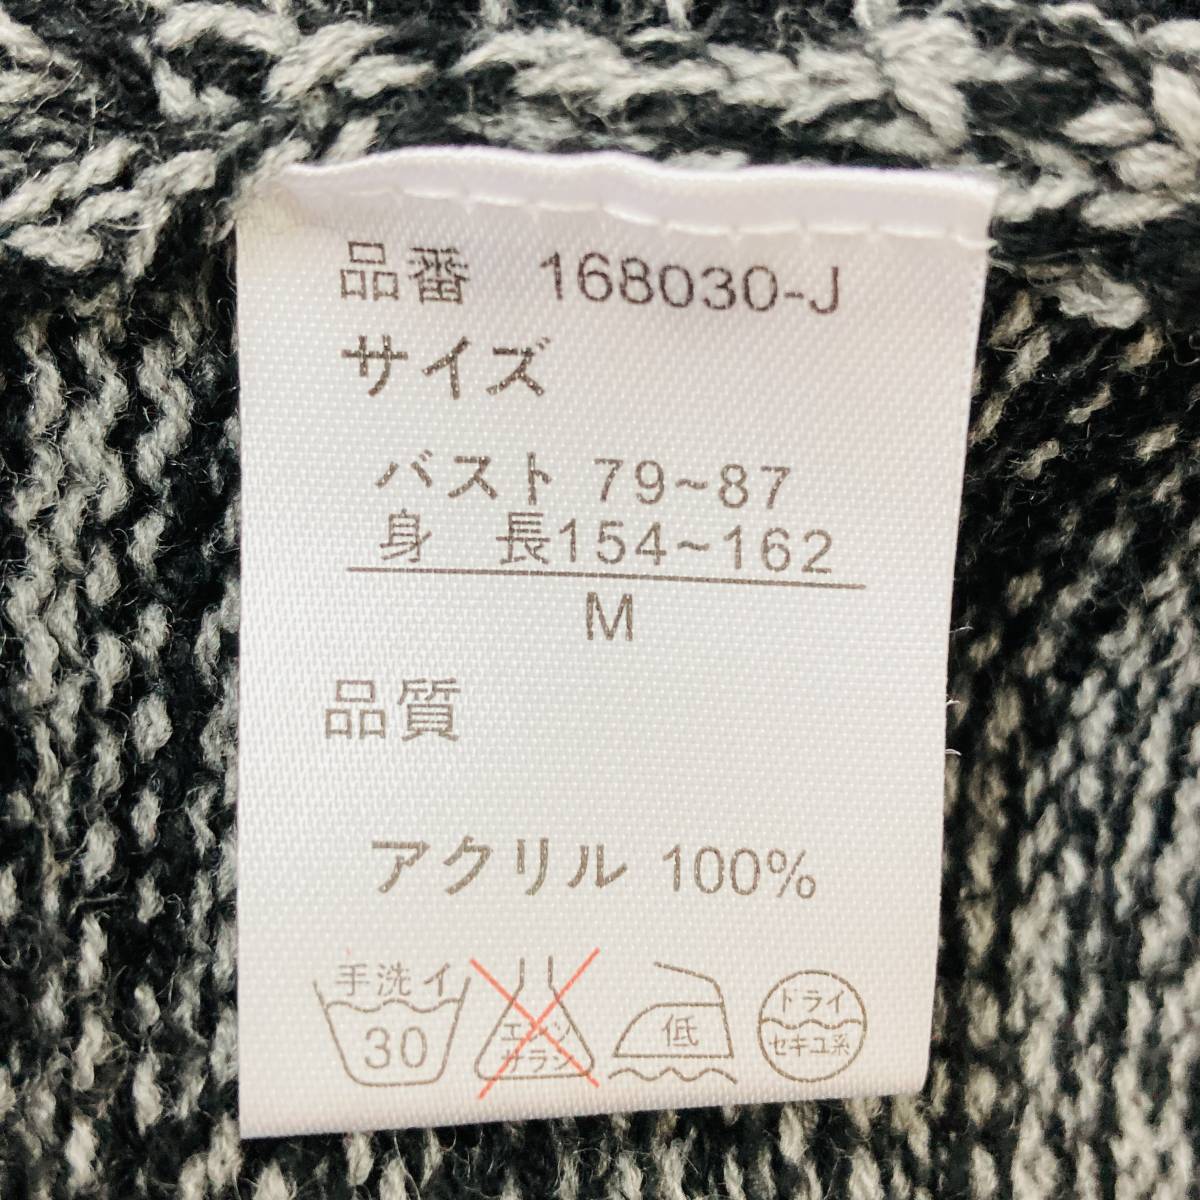 品番 168030-J
サイズ
バスト 79~87
身 長154~162
M
品質
アクリル 100%
手洗イ
30
エンソ
サラシ
低
ドライ
セキユ系